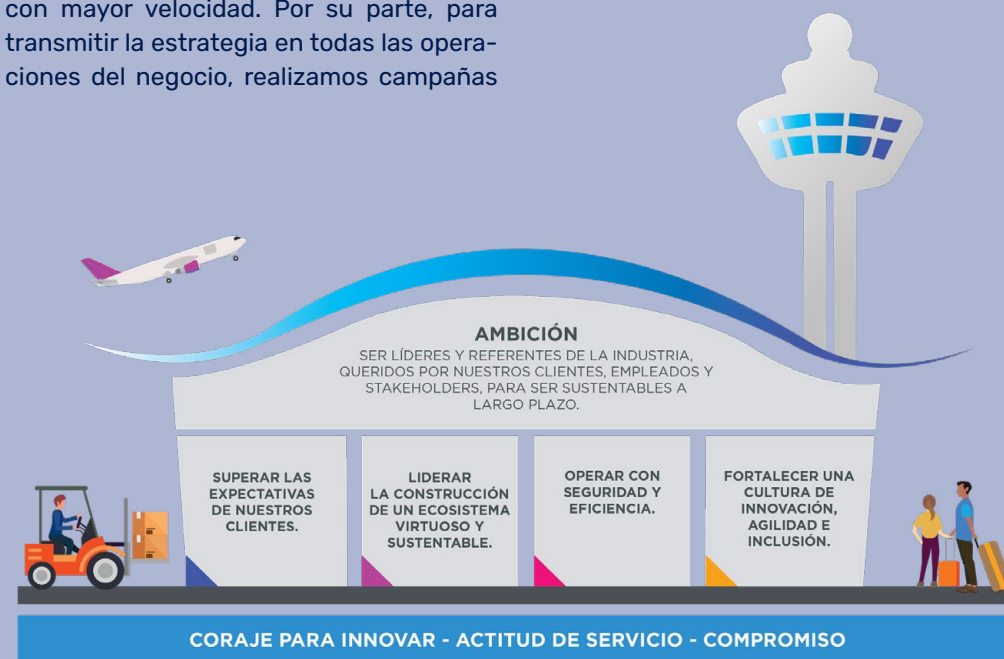 con mayor velocidad. Por su parte, para
transmitir la estrategia en todas las opera-
ciones del negocio, realizamos campañas
AMBICIÓN
SER LÍDERES Y REFERENTES DE LA INDUSTRIA,
QUERIDOS POR NUESTROS CLIENTES, EMPLEADOS Y
STAKEHOLDERS, PARA SER SUSTENTABLES A
LARGO PLAZO.
SUPERAR LAS
EXPECTATIVAS
DE NUESTROS
CLIENTES.
LIDERAR
LA CONSTRUCCIÓN
DE UN ECOSISTEMA
VIRTUOSO Y
SUSTENTABLE.
OPERAR CON
SEGURIDAD Y
EFICIENCIA.
FORTALECER UNA
CULTURA DE
INNOVACIÓN,
AGILIDAD E
INCLUSIÓN.
CORAJE PARA INNOVAR - ACTITUD DE SERVICIO - COMPROMISO